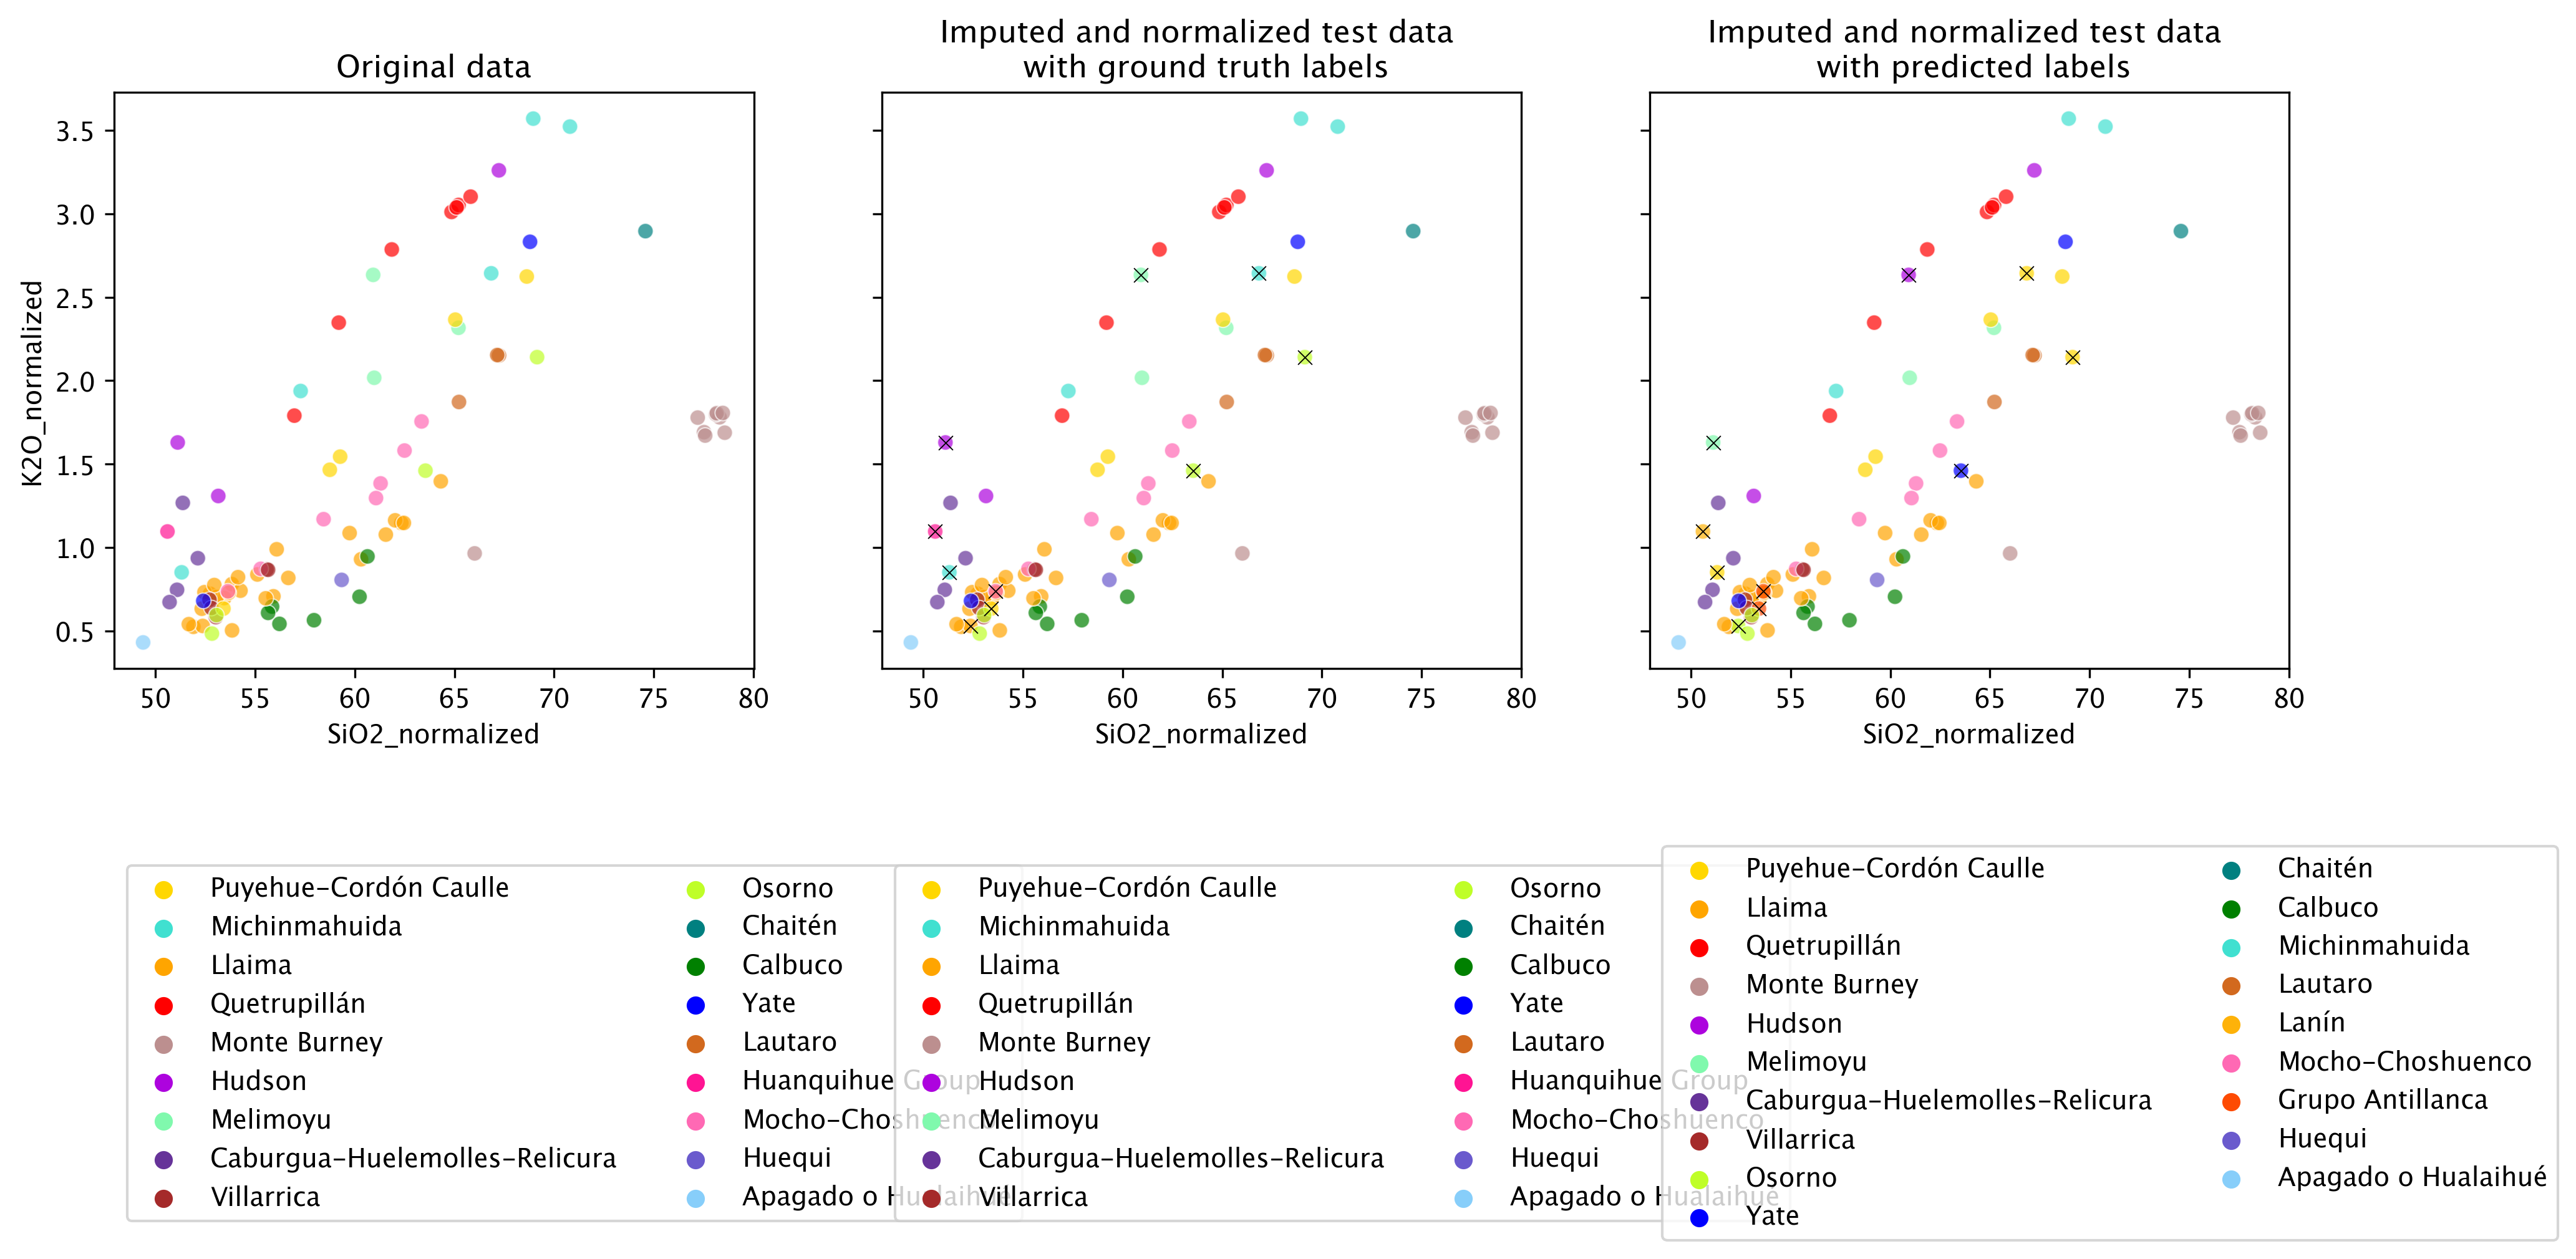 Original data
Imputed and normalized test data
with ground truth labels
Imputed and normalized test data
with predicted labels
K2O_normalized
3.5
3.0
2.5
2.0
1.5
1.0
0.5
50 55 60 65 70 75 80
50 55 60 65 70 75 80
50 55 60 65 70 75 80
SiO2_normalized
SiO2_normalized
SiO2_normalized
Puyehue-Cordón Caulle
Michinmahuida
Llaima
Quetrupillán
Monte Burney
Hudson
Melimoyu
Caburgua-Huelemolles-Relicura
Villarrica
Osorno
Chaitén
Calbuco
Yate
Lautaro
Huanquihue Group
Mocho-Choshuenco
Huequi
Apagado o Hualaihue
Puyehue-Cordón Caulle
Michinmahuida
Llaima
Quetrupillán
Monte Burney
Hudson
Melimoyu
Caburgua-Huelemolles-Relicura
Villarrica
Osorno
Chaitén
Calbuco
Yate
Lautaro
Huanquihue Group
Mocho-Choshuenco
Huequi
Apagado o Hualaihue
Puyehue-Cordón Caulle
Llaima
Quetrupillán
Monte Burney
Hudson
Melimoyu
Caburgua-Huelemolles-Relicura
Villarrica
Osorno
Yate
Chaitén
Calbuco
Michinmahuida
Lautaro
Lanín
Mocho-Choshuenco
Grupo Antillanca
Huequi
Apagado o Hualaihué